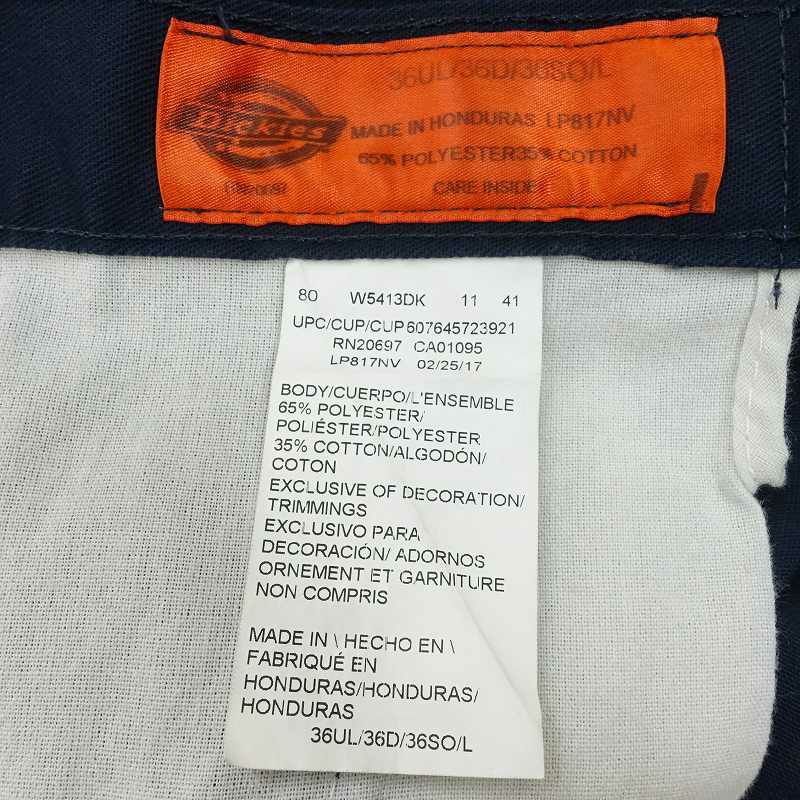 36UL/36D/36SO/L
Dickies
MADE IN HONDURAS LP817NV
65% POLYESTER35% COTTON
CARE INSIDE
80 W5413DK 11 41
UPC/CUP/CUP 607645723921
RN20697 CA01095
LP817NV 02/25/17
BODY/CUERPO/L'ENSEMBLE
65% POLYESTER/
POLIÉSTER/POLYESTER
35% COTTON/ALGODÓN/
COTON
EXCLUSIVE OF DECORATION/
TRIMMINGS
EXCLUSIVO PARA
DECORACIÓN/ ADORNOS
ORNEMENT ET GARNITURE
NON COMPRIS
MADE IN \ HECHO EN \
FABRIQUÉ EN
HONDURAS/HONDURAS/
HONDURAS
36UL/36D/36SO/L